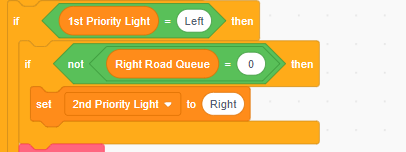 if 1st Priority Light = Left then
if not Right Road Queue = 0 then
set 2nd Priority Light to Right